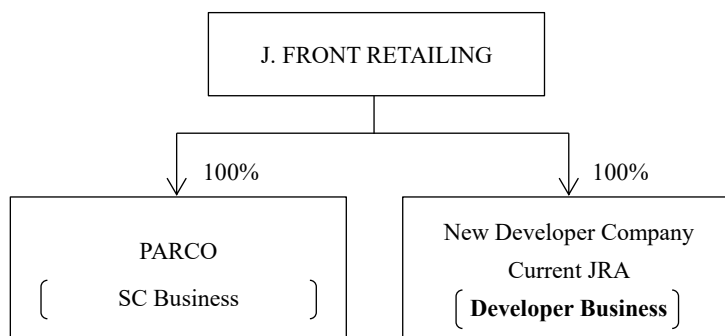 J. FRONT RETAILING
100%
100%
PARCO
SC Business
New Developer Company
Current JRA
Developer Business